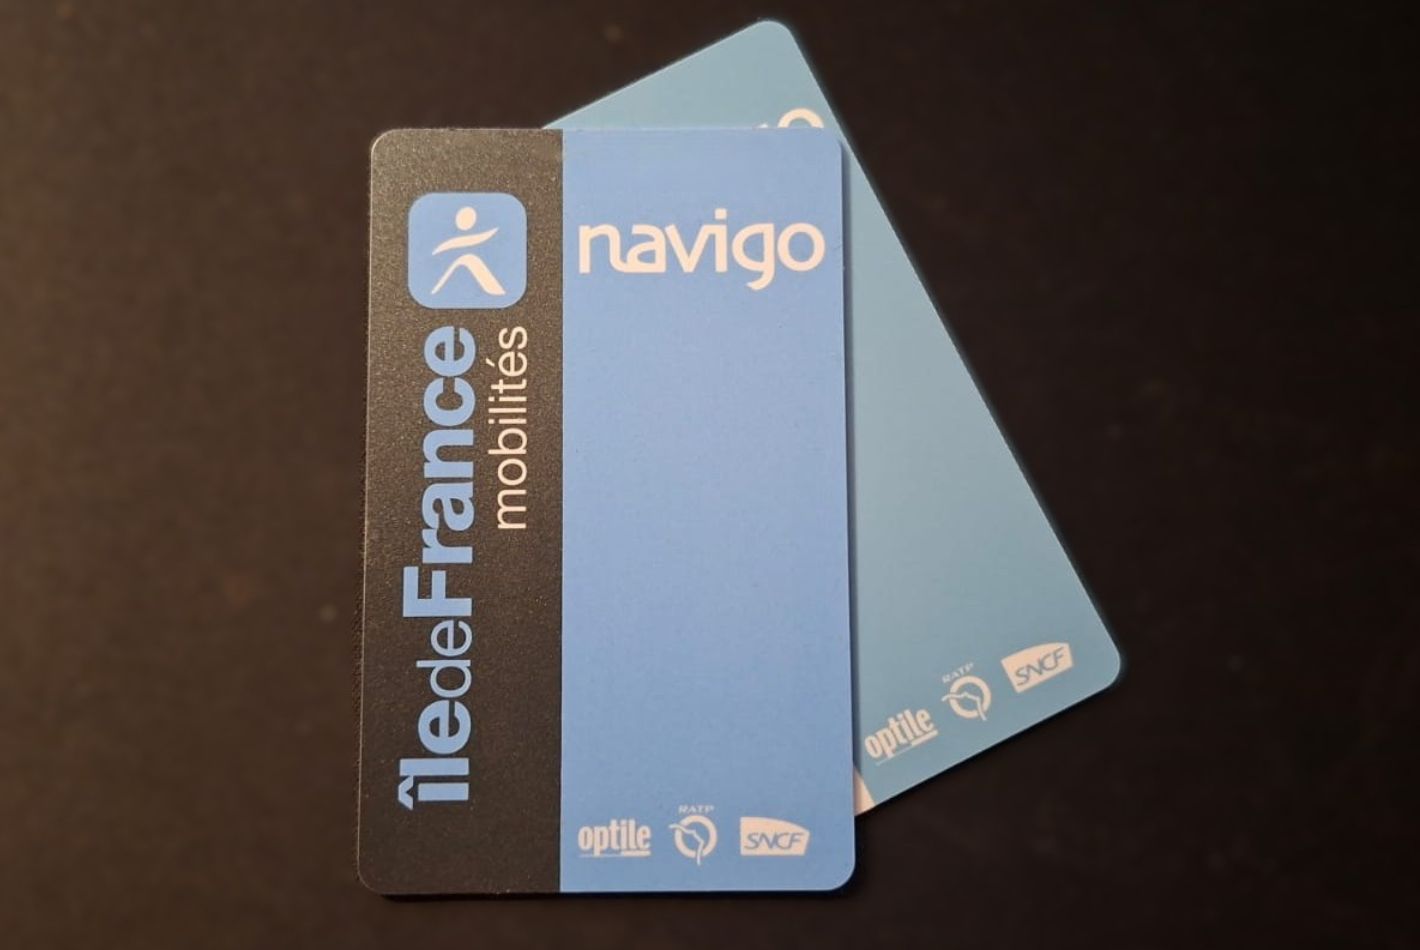 îledeFrance
mobilités
navigo
optile
RATP
SNCF
optile
RATP
SNCF